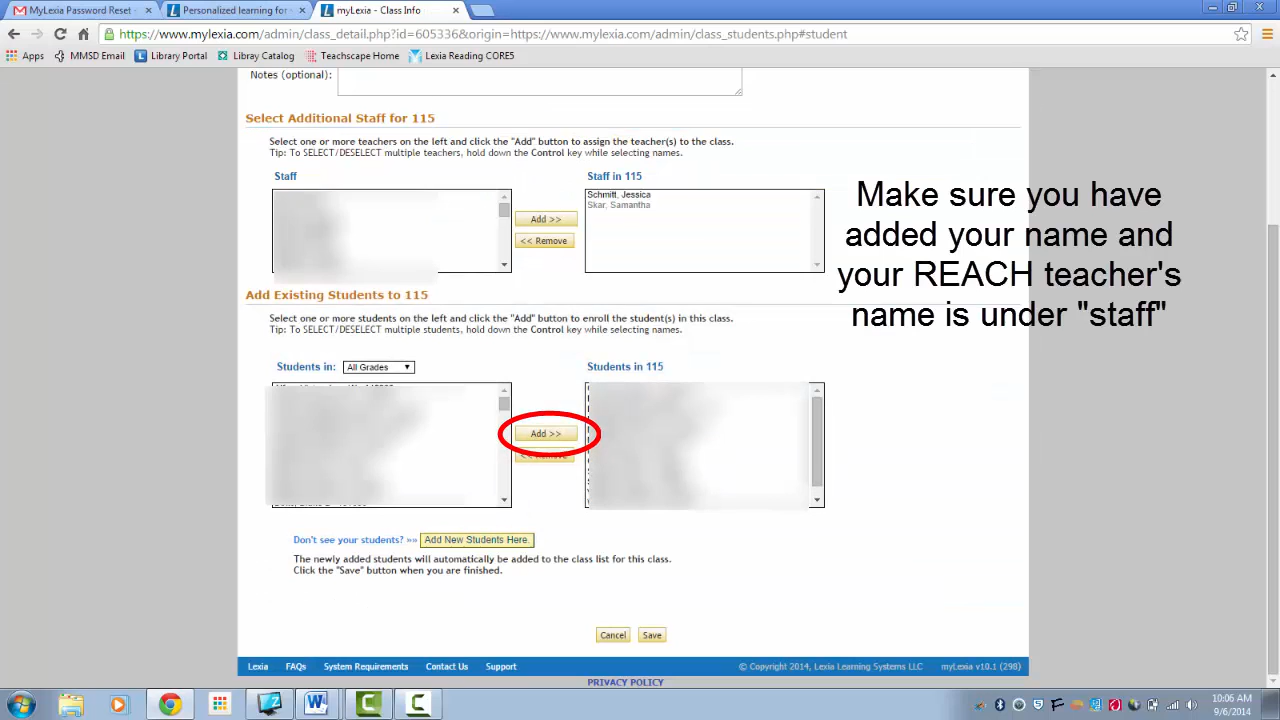 MyLexia Password Reset -
Personalized learning for
myLexia - Class Info
https://www.mylexia.com/admin/class_detail.php?id=605336&origin=https://www.mylexia.com/admin/class_students.php#student
Apps MMSD Email Library Portal Libray Catalog Teachscape Home Lexia Reading CORE5
Notes (optional):
Select Additional Staff for 115
Select one or more teachers on the left and click the "Add" button to assign the teacher(s) to the class.
Tip: To SELECT/DESELECT multiple teachers, hold down the Control key while selecting names.
Staff
Staff in 115
Schmitt, Jessica
Skar, Samantha
Add >>
<< Remove
Make sure you have
added your name and
your REACH teacher's
name is under "staff"
Add Existing Students to 115
Select one or more students on the left and click the "Add" button to enroll the student(s) in this class.
Tip: To SELECT/DESELECT multiple students, hold down the Control key while selecting names.
Students in: All Grades
Students in 115
Add >>
<< Remove
Don't see your students? »» Add New Students Here.
The newly added students will automatically be added to the class list for this class.
Click the "Save" button when you are finished.
Cancel Save
Lexia FAQs System Requirements Contact Us Support © Copyright 2014, Lexia Learning Systems LLC myLexia v10.1 (298)
PRIVACY POLICY
10:06 AM
9/6/2014